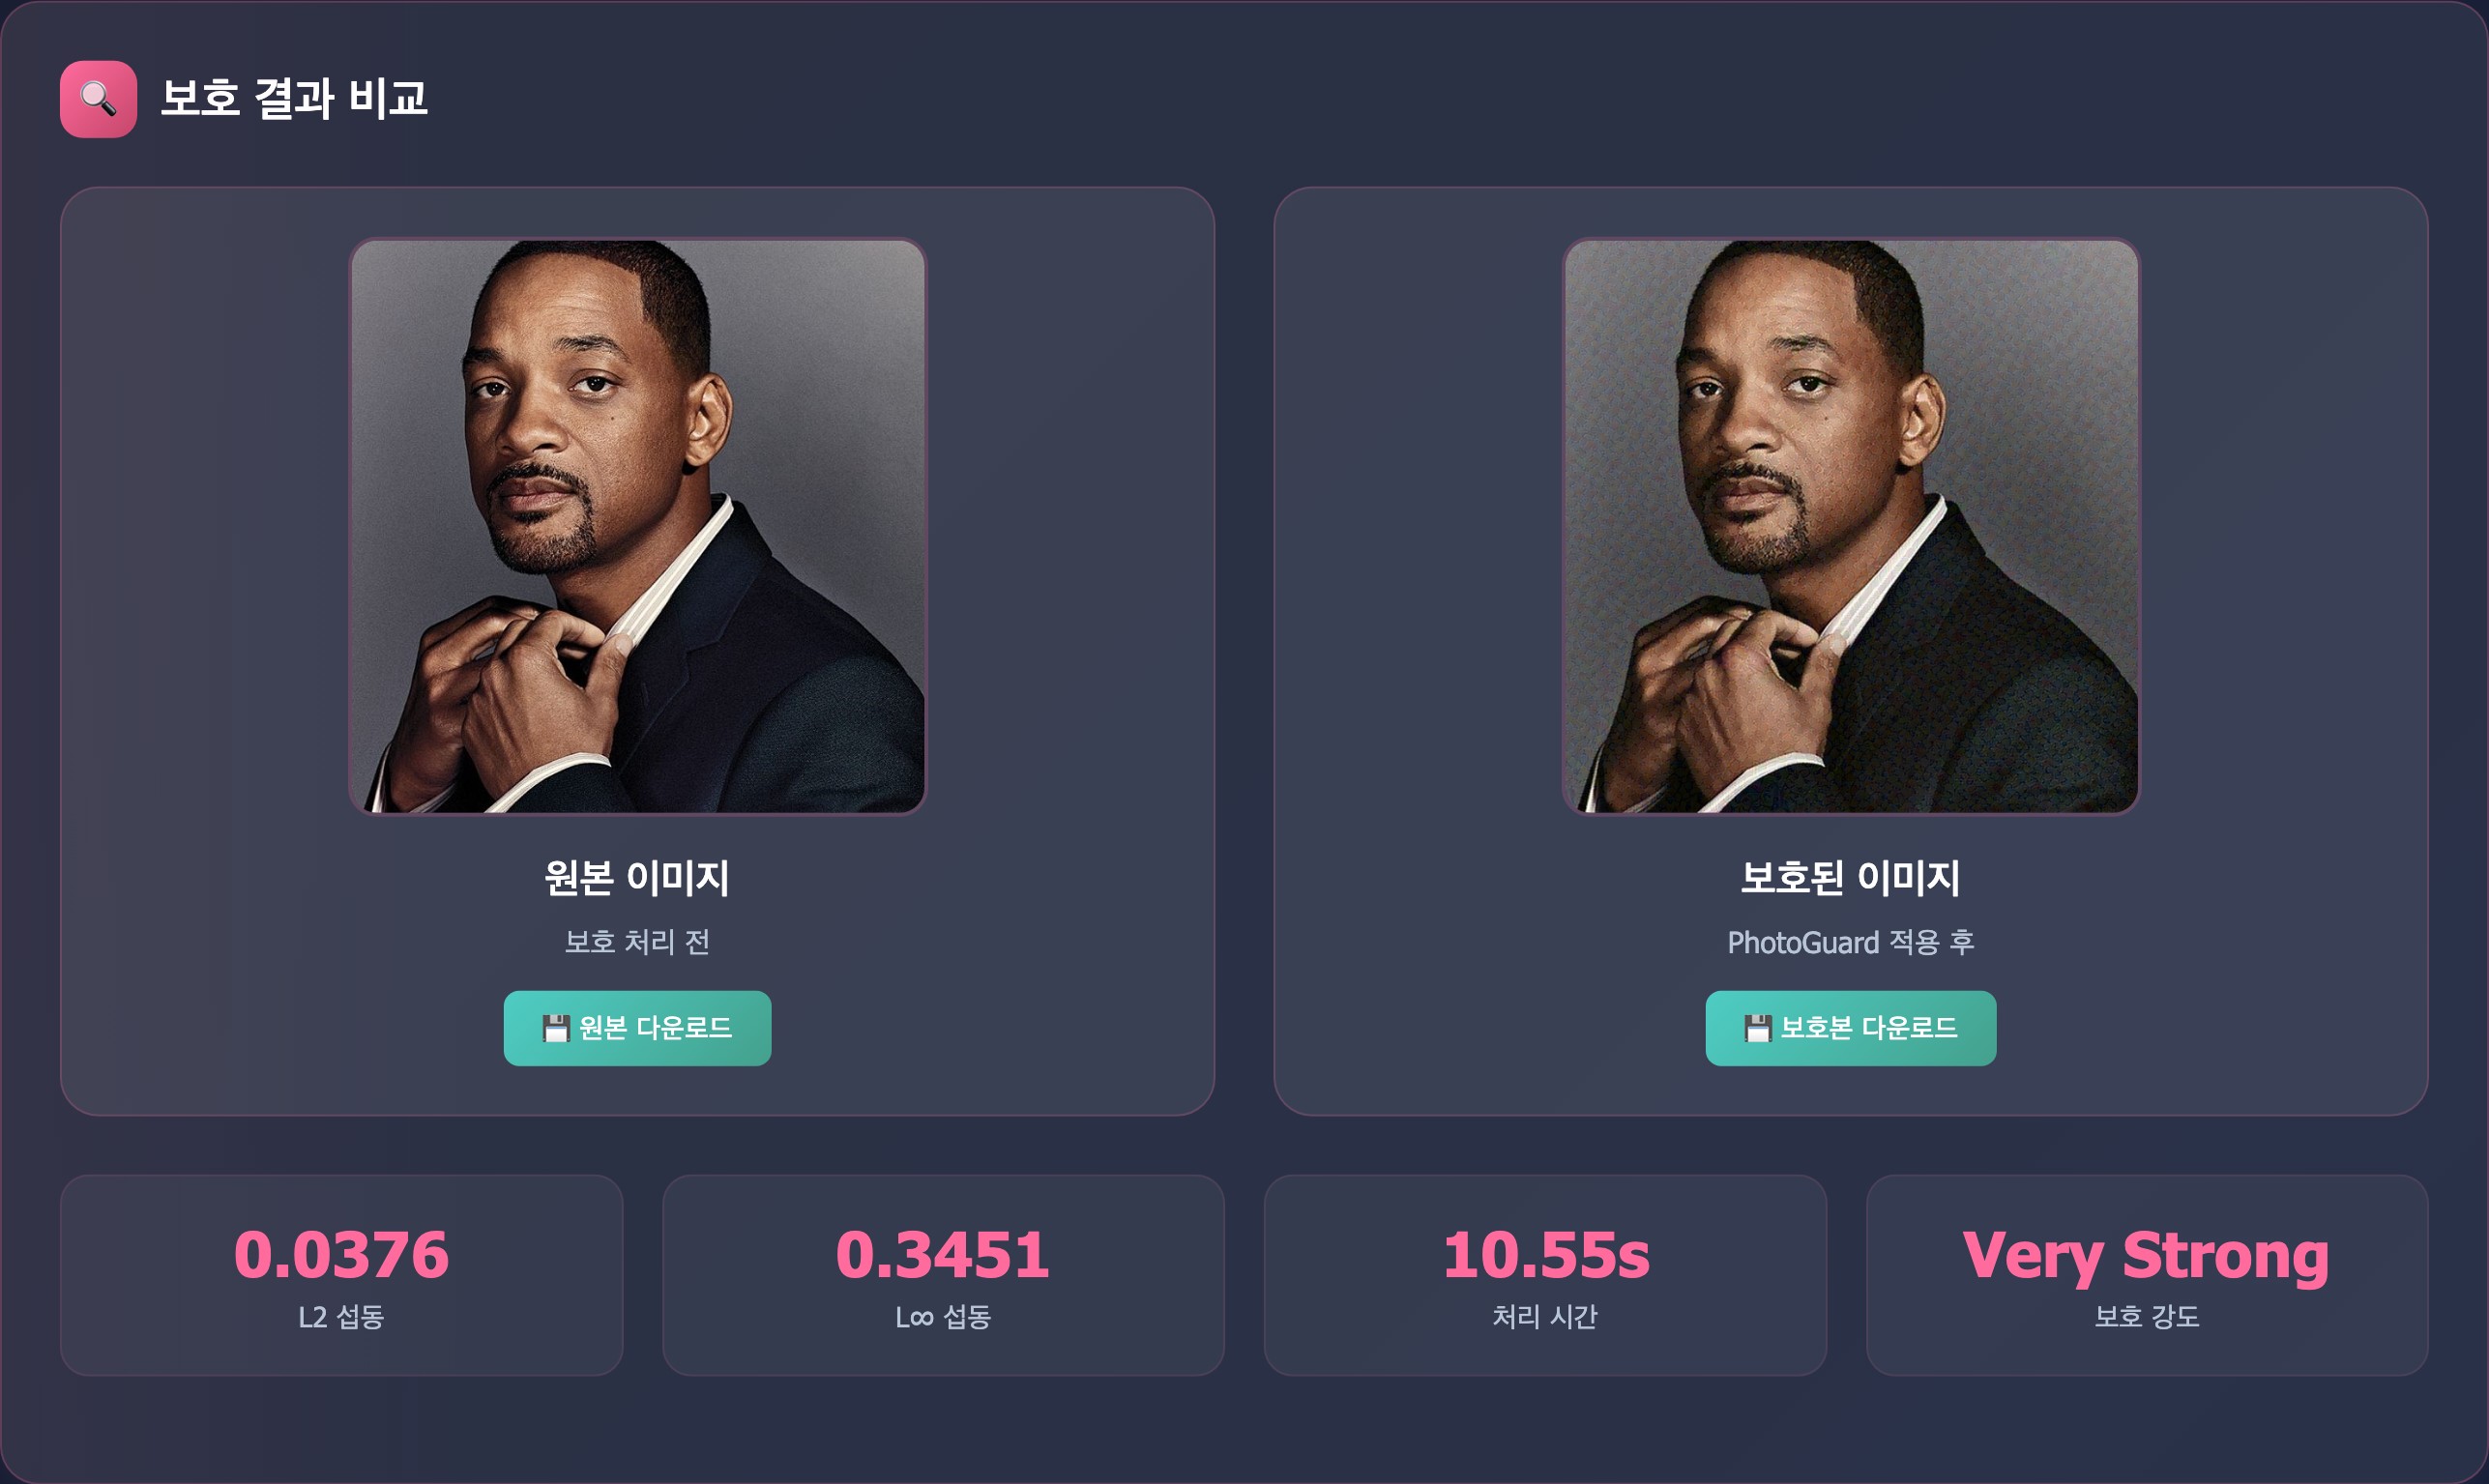 보호 결과 비교
원본 이미지
보호 처리 전
원본 다운로드
보호된 이미지
PhotoGuard 적용 후
보호본 다운로드
0.0376
L2 섭동
0.3451
L∞ 섭동
10.55s
처리 시간
Very Strong
보호 강도